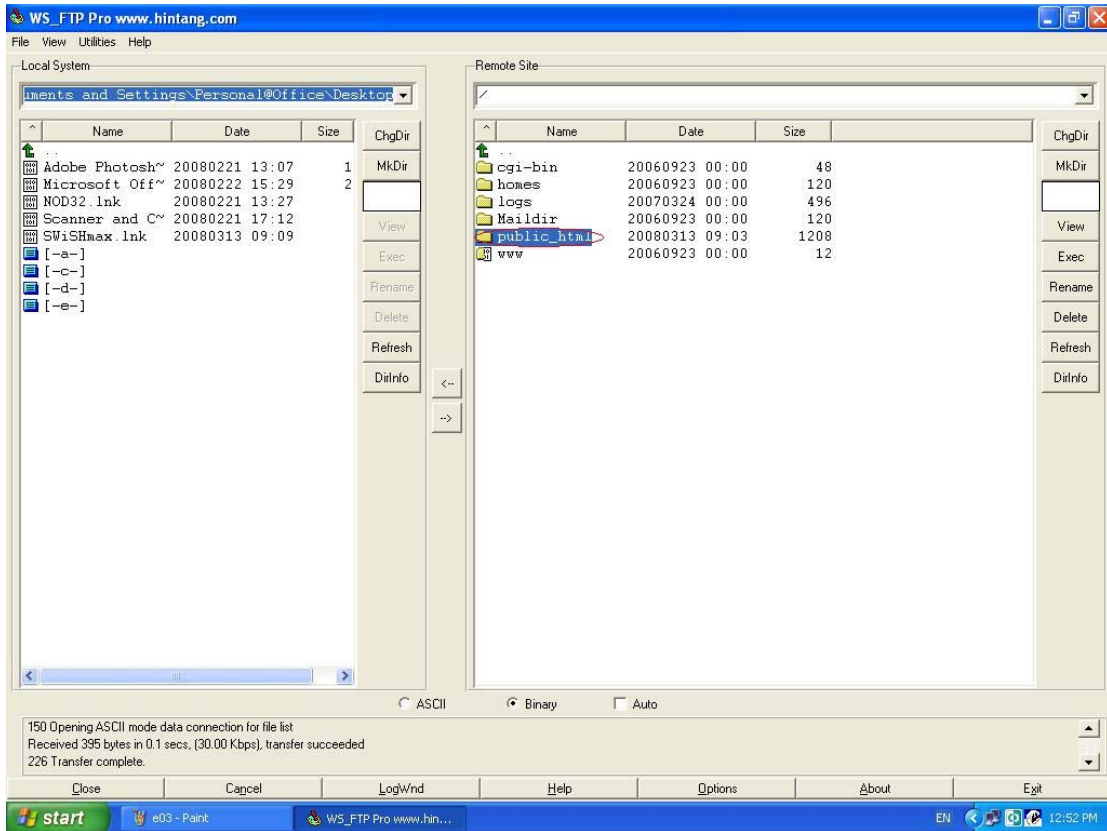 WS_FTP Pro www.hintang.com
File View Utilities Help
Local System
uments and Settings\Personal@Office\Desktop
^ Name Date Size
..
Adobe Photosh~ 20080221 13:07 1
Microsoft Off~ 20080222 15:29 2
NOD32.lnk 20080221 13:27
Scanner and C~ 20080221 17:12
SWiSHmax.lnk 20080313 09:09
[-a-]
[-c-]
[-d-]
[-e-]
ChgDir
MkDir
View
Exec
Rename
Delete
Refresh
DirInfo
<--
-->
Remote Site
/
^ Name Date Size
..
cgi-bin 20060923 00:00 48
homes 20060923 00:00 120
logs 20070324 00:00 496
Maildir 20060923 00:00 120
public_html 20080313 09:03 1208
www 20060923 00:00 12
ChgDir
MkDir
View
Exec
Rename
Delete
Refresh
DirInfo
ASCII Binary Auto
150 Opening ASCII mode data connection for file list
Received 395 bytes in 0.1 secs, (30.00 Kbps), transfer succeeded
226 Transfer complete.
Close Cancel LogWnd Help Options About Exit
start e03 - Paint WS_FTP Pro www.hin... EN 12:52 PM